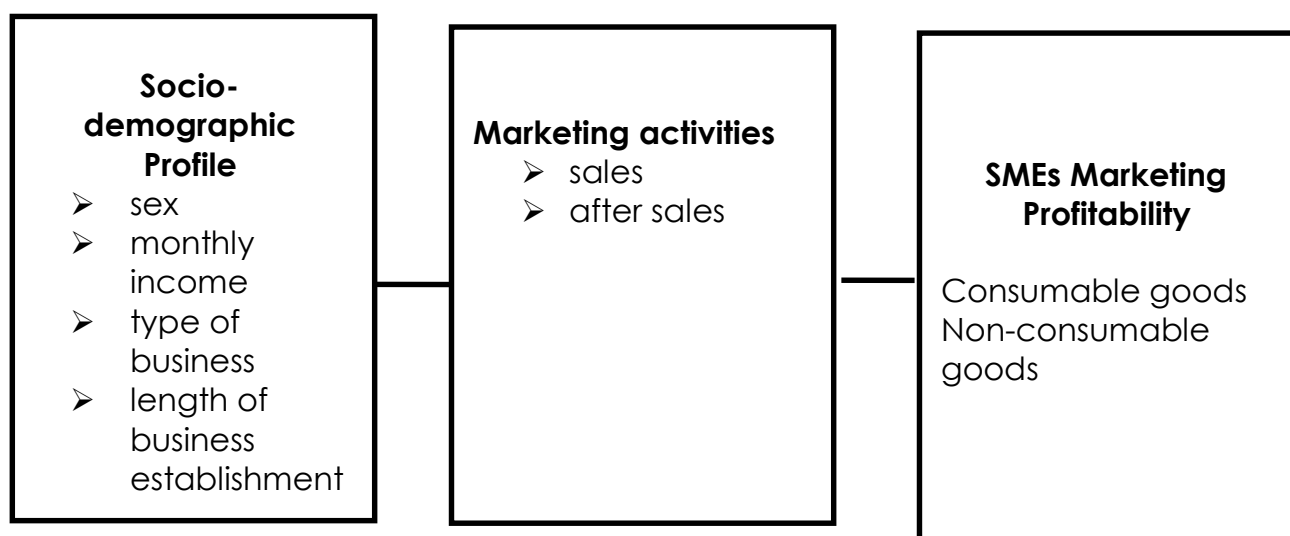 Socio-
demographic
Profile
➢ sex
➢ monthly
income
➢ type of
business
➢ length of
business
establishment
Marketing activities
➢ sales
➢ after sales
SMEs Marketing
Profitability
Consumable goods
Non-consumable
goods